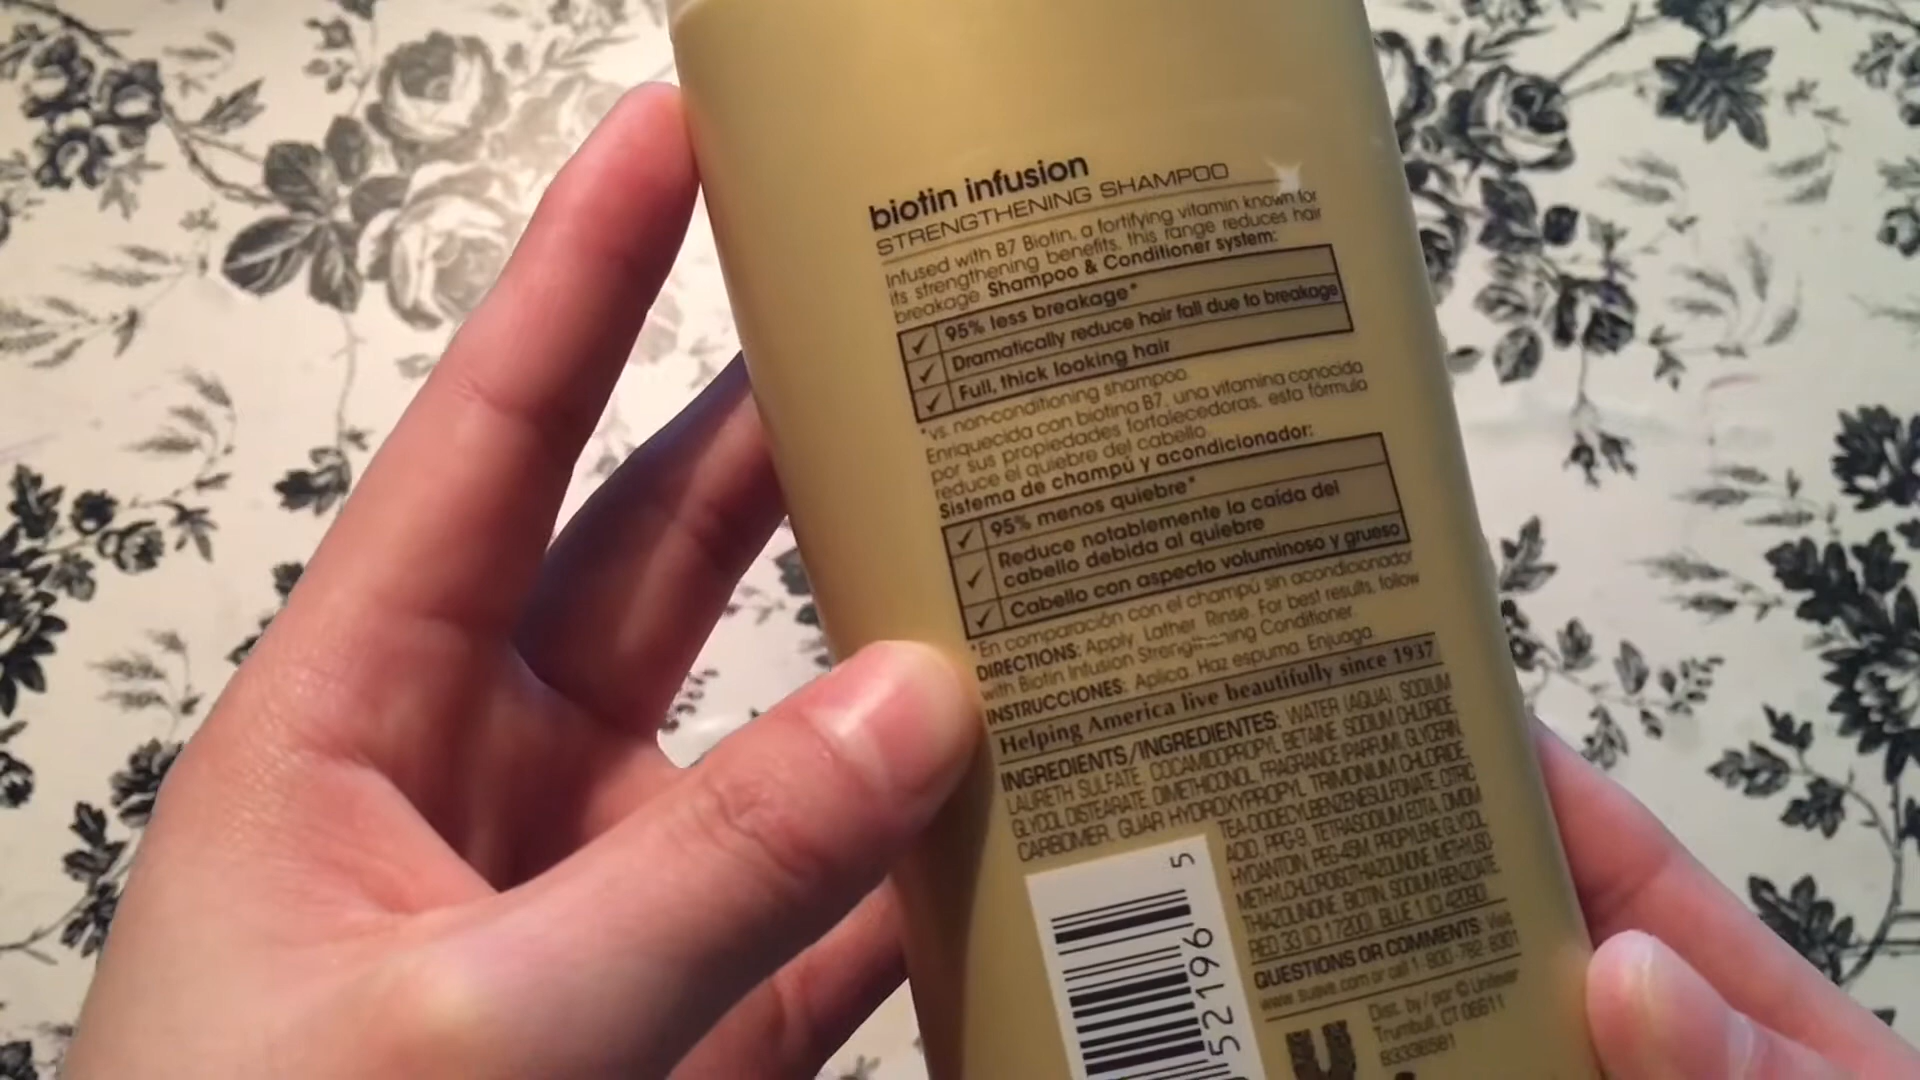 biotin infusion
STRENGTHENING SHAMPOO
Infused with B7 Biotin, a fortifying vitamin known for
its strengthening benefits, this range reduces hair
breakage Shampoo & Conditioner system:
✓ 95% less breakage*
✓ Dramatically reduce hair fall due to breakage
✓ Full, thick looking hair
*vs. non-conditioning shampoo.
Enriquecida con biotina B7, una vitamina conocida
por sus propiedades fortalecedoras, esta fórmula
reduce el quiebre del cabello.
Sistema de champú y acondicionador:
✓ 95% menos quiebre*
✓ Reduce notablemente la caída del
cabello debida al quiebre
✓ Cabello con aspecto voluminoso y grueso
*En comparación con el champú sin acondicionador
DIRECTIONS: Apply. Lather. Rinse. For best results, follow
with Biotin Infusion Strengthening Conditioner.
INSTRUCCIONES: Aplica. Haz espuma. Enjuaga.
Helping America live beautifully since 1937
INGREDIENTS/INGREDIENTES: WATER (AQUA), SODIUM
LAURETH SULFATE, COCAMIDOPROPYL BETAINE, SODIUM CHLORIDE,
GLYCOL DISTEARATE, DIMETHICONOL, FRAGRANCE (PARFUM), GLYCERIN,
CARBOMER, GUAR HYDROXYPROPYL TRIMONIUM CHLORIDE,
TEA-DODECYLBENZENESULFONATE, CITRIC
ACID, PPG-9, TETRASODIUM EDTA, DMDM
HYDANTOIN, PEG-45M, PROPYLENE GLYCOL,
METHYLCHLOROISOTHIAZOLINONE, METHYLISO-
THIAZOLINONE, BIOTIN, SODIUM BENZOATE,
RED 33 (CI 17200), BLUE 1 (CI 42090).
QUESTIONS OR COMMENTS: Visit
www.suave.com or call 1-800-782-8301
Dist. by / por © Unilever
Trumbull, CT 06611
83336581
52196 5